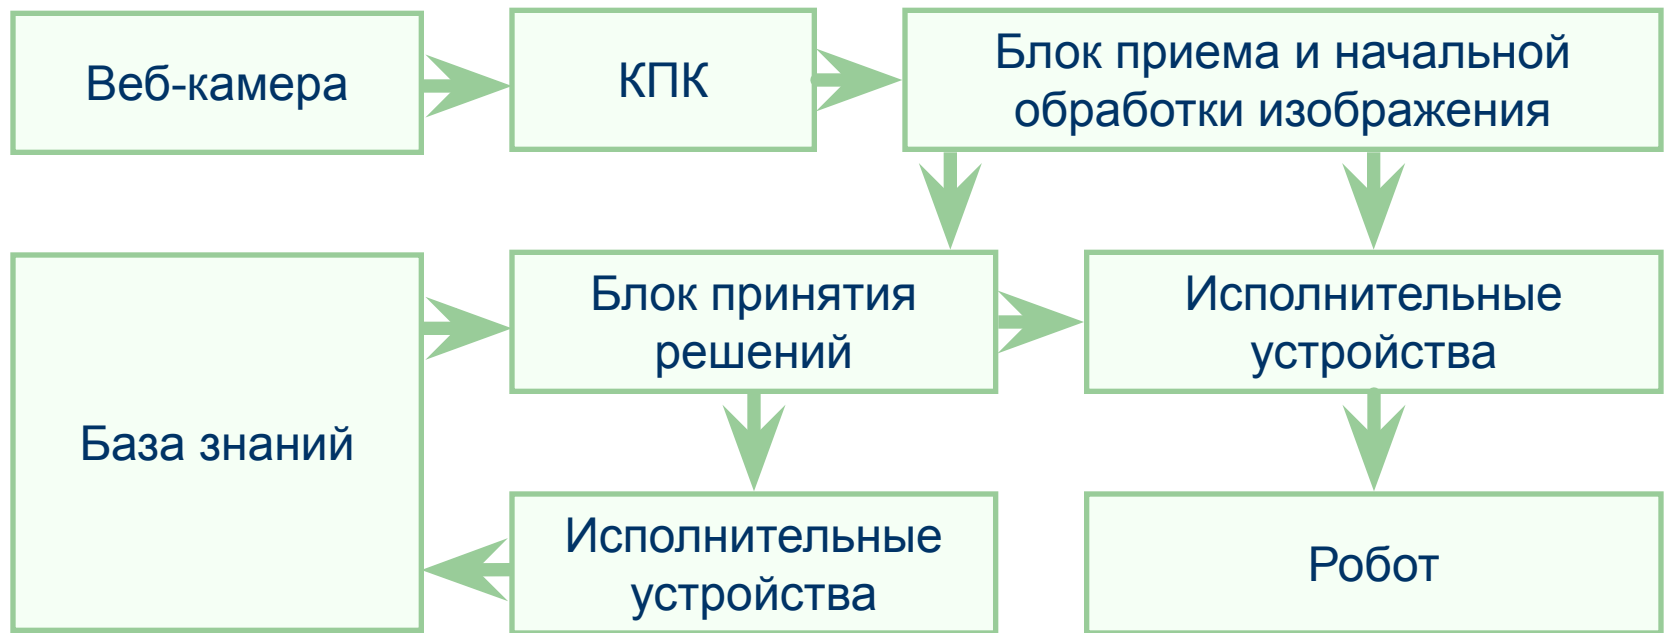 Веб-камера
КПК
Блок приема и начальной
обработки изображения
База знаний
Блок принятия
решений
Исполнительные
устройства
Исполнительные
устройства
Робот